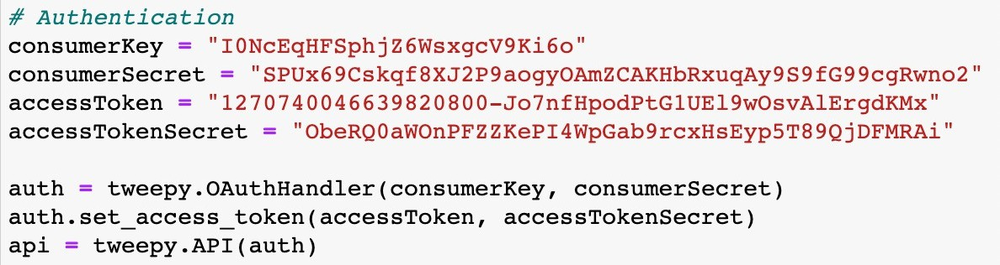 # Authentication
consumerKey = "I0NcEqHFSphjZ6WsxgcV9Ki6o"
consumerSecret = "SPUx69Cskqf8XJ2P9aogyOAmZCAKHbRxuqAy9S9fG99cgRwno2"
accessToken = "1270740046639820800-Jo7nfHpodPtG1UEl9wOsvAlErgdKMx"
accessTokenSecret = "ObeRQ0aWOnPFZZKePI4WpGab9rcxHsEyp5T89QjDFMRAi"
auth = tweepy.OAuthHandler(consumerKey, consumerSecret)
auth.set_access_token(accessToken, accessTokenSecret)
api = tweepy.API(auth)